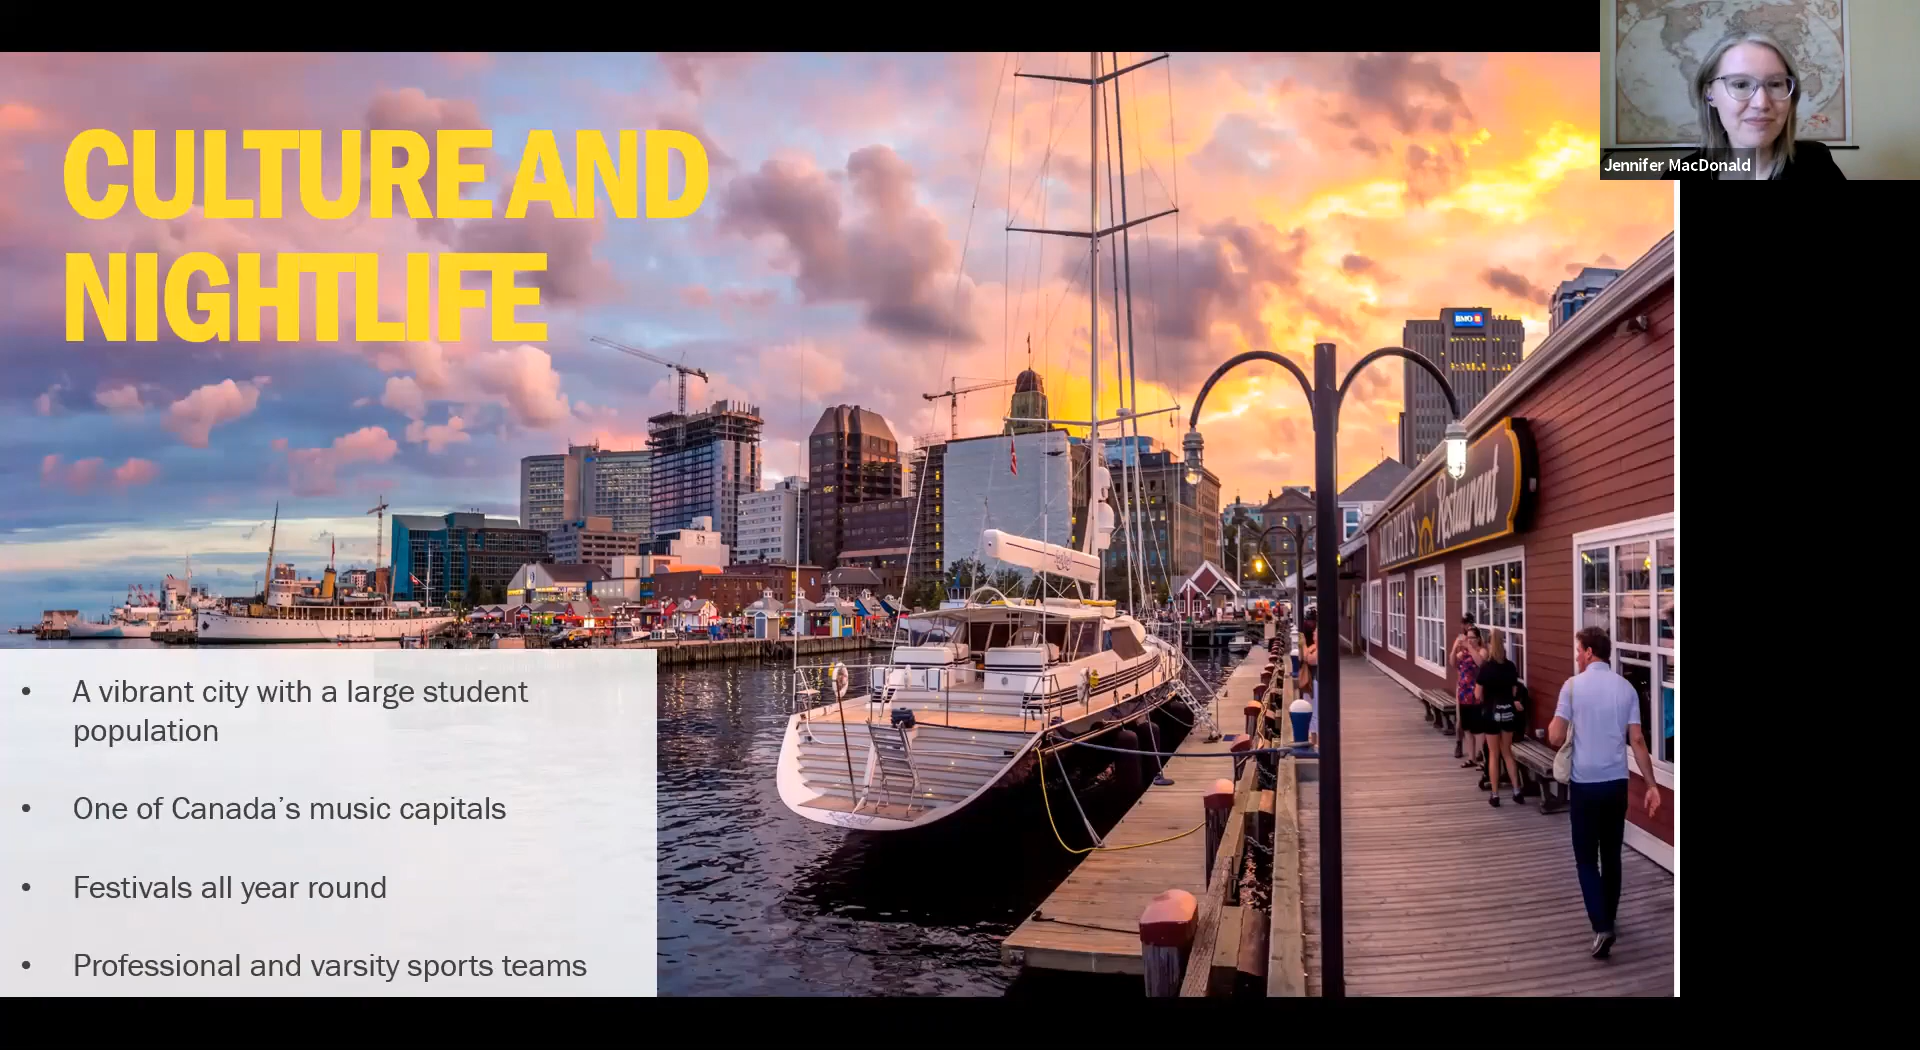 CULTURE AND
NIGHTLIFE
Jennifer MacDonald
BMO
MURPHY'S Restaurant
• A vibrant city with a large student
population
• One of Canada’s music capitals
• Festivals all year round
• Professional and varsity sports teams